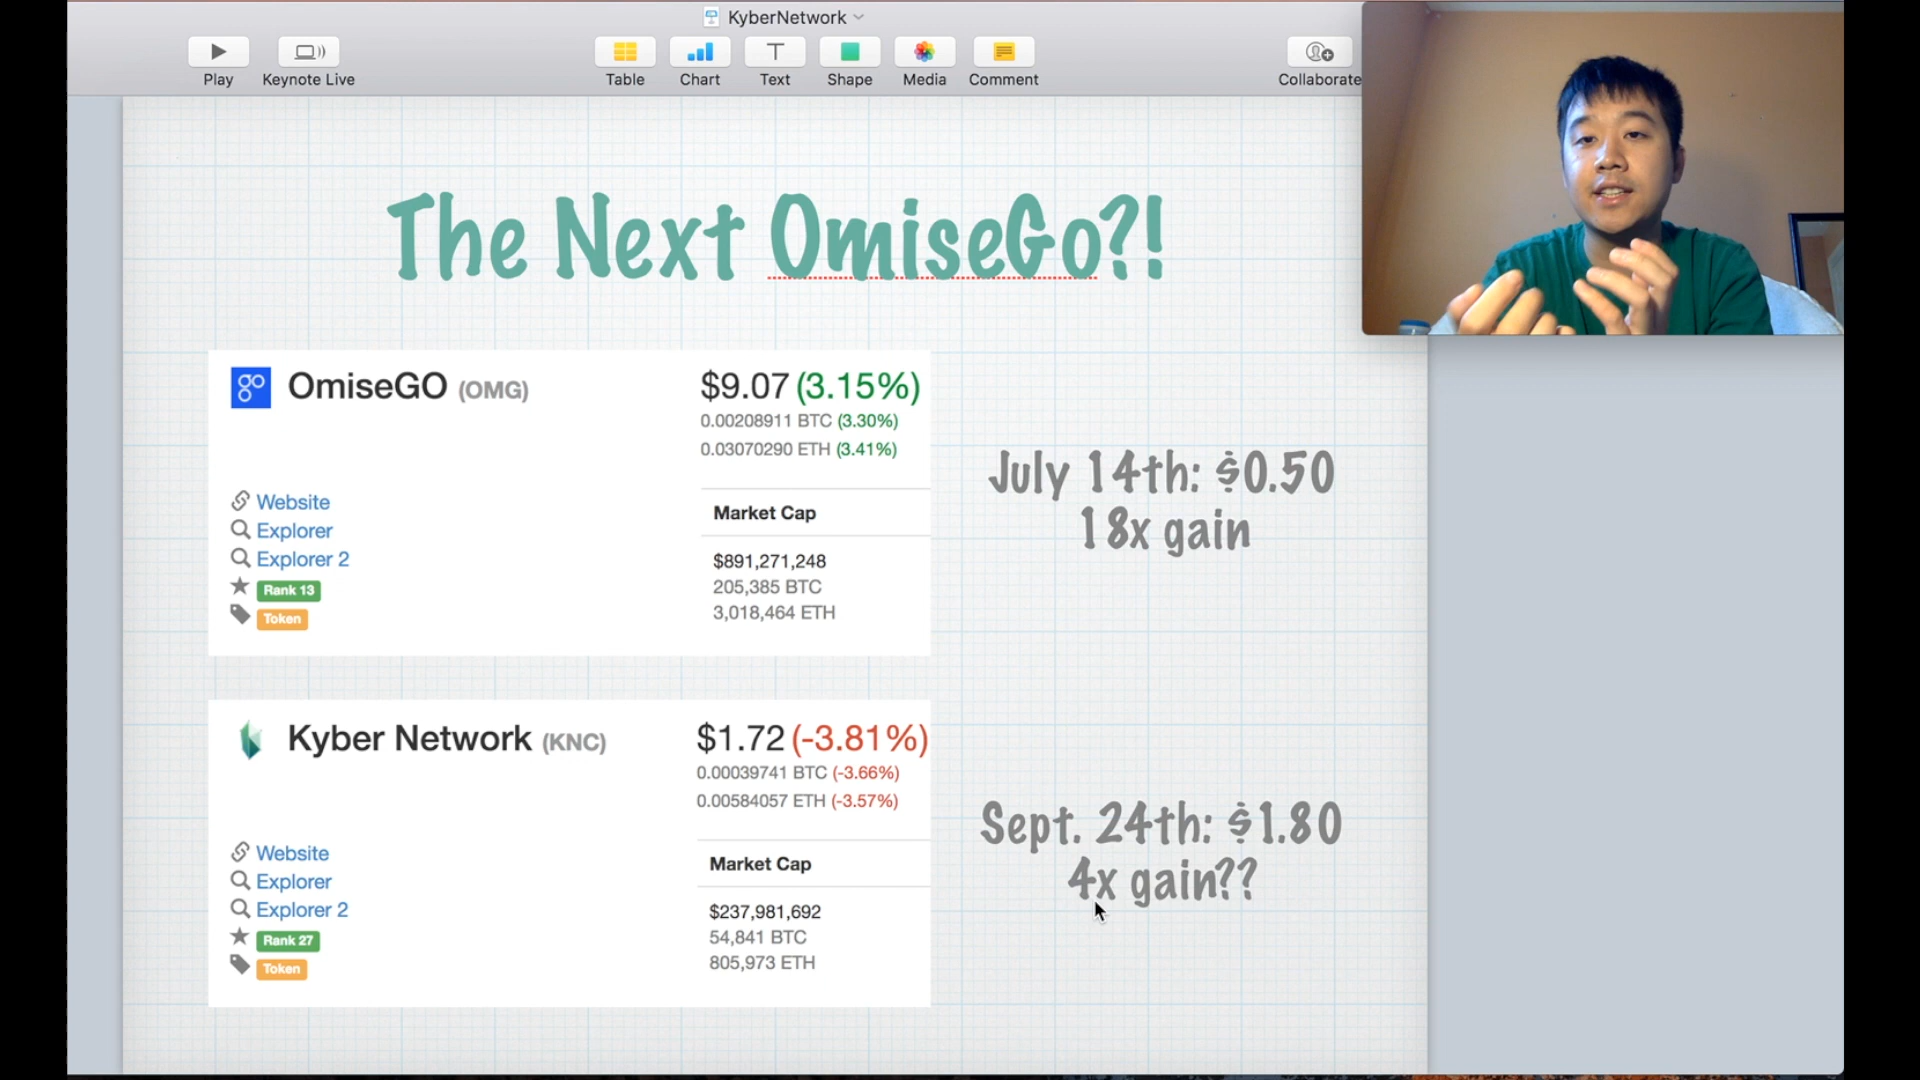 KyberNetwork
Play
Keynote Live
Table
Chart
Text
Shape
Media
Comment
Collaborate
The Next OmiseGo?!
OmiseGO (OMG)
$9.07 (3.15%)
0.00208911 BTC (3.30%)
0.03070290 ETH (3.41%)
Website
Explorer
Explorer 2
Rank 13
Token
Market Cap
$891,271,248
205,385 BTC
3,018,464 ETH
July 14th: $0.50
18x gain
Kyber Network (KNC)
$1.72 (-3.81%)
0.00039741 BTC (-3.66%)
0.00584057 ETH (-3.57%)
Website
Explorer
Explorer 2
Rank 27
Token
Market Cap
$237,981,692
54,841 BTC
805,973 ETH
Sept. 24th: $1.80
4x gain??